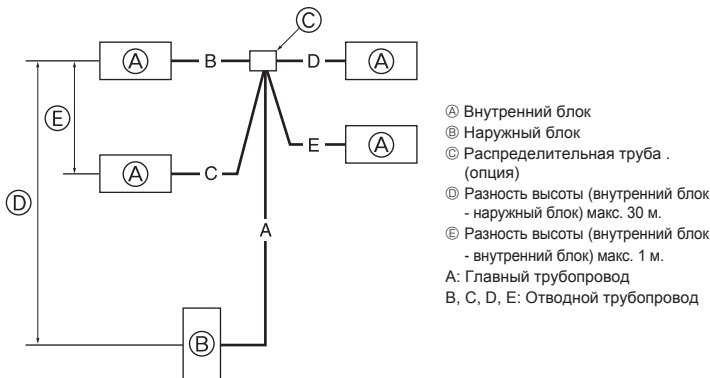 Ⓒ
Ⓐ B D Ⓐ
Ⓔ
Ⓐ C E Ⓐ
Ⓓ
A
Ⓑ
Ⓐ Внутренний блок
Ⓑ Наружный блок
Ⓒ Распределительная труба .
(опция)
Ⓓ Разность высоты (внутренний блок
- наружный блок) макс. 30 м.
Ⓔ Разность высоты (внутренний блок
- внутренний блок) макс. 1 м.
A: Главный трубопровод
B, C, D, E: Отводной трубопровод